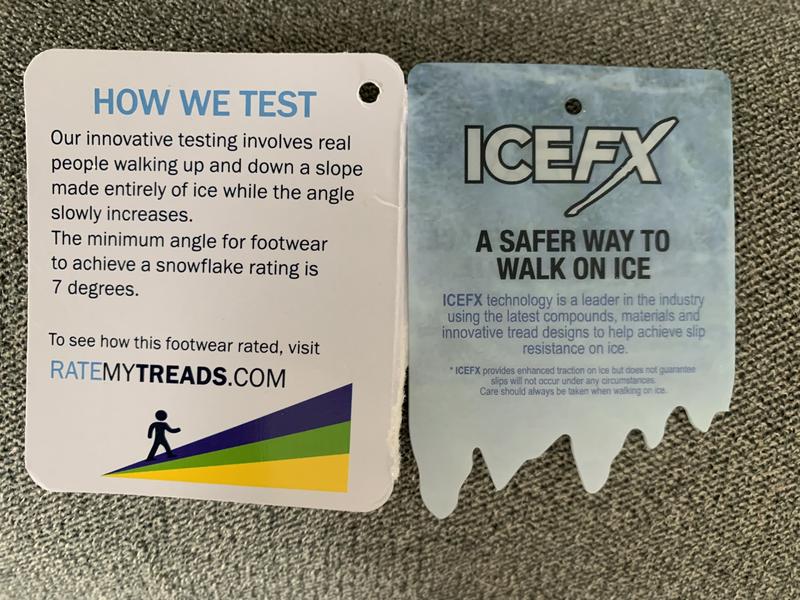 HOW WE TEST
Our innovative testing involves real
people walking up and down a slope
made entirely of ice while the angle
slowly increases.
The minimum angle for footwear
to achieve a snowflake rating is
7 degrees.
To see how this footwear rated, visit
RATEMYTREADS.COM
ICEFX
A SAFER WAY TO
WALK ON ICE
ICEFX technology is a leader in the industry
using the latest compounds, materials and
innovative tread designs to help achieve slip
resistance on ice.
* ICEFX provides enhanced traction on ice but does not guarantee
slips will not occur under any circumstances.
Care should always be taken when walking on ice.